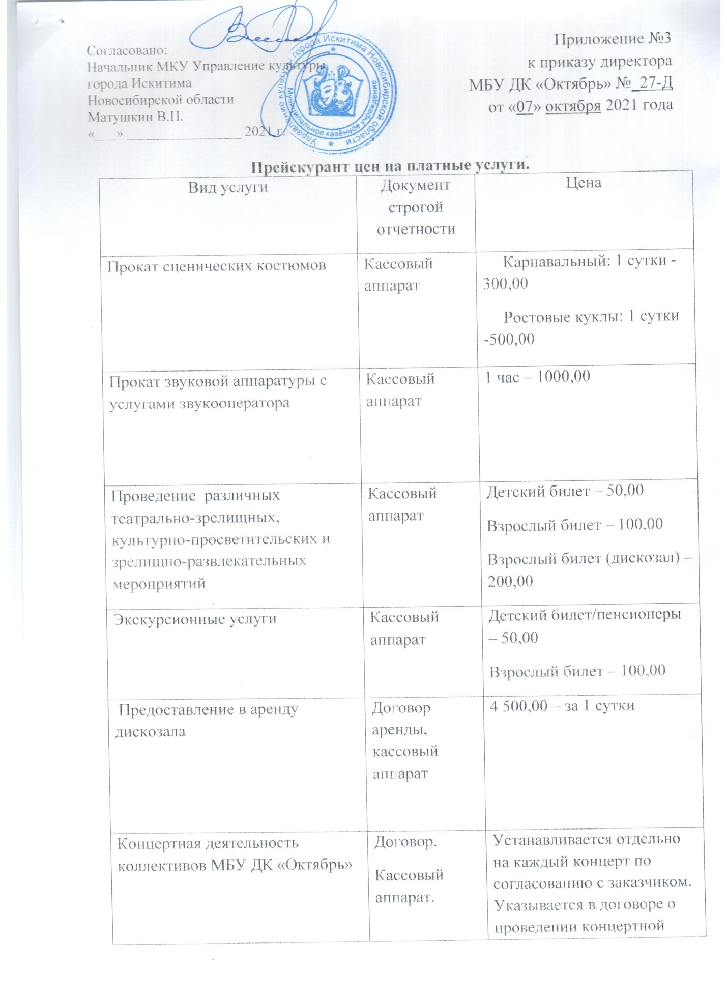 Согласовано:
Начальник МКУ Управление культуры
города Искитима
Новосибирской области
Матушкин В.П.
«___» ________________ 2021 г.
Приложение №3
к приказу директора
МБУ ДК «Октябрь» №_27-Д
от «07» октября 2021 года
Управление культуры города Искитима Новосибирской области
Муниципальное казённое учреждение
Прейскурант цен на платные услуги.
Вид услуги
Документ
строгой
отчетности
Цена
Прокат сценических костюмов
Кассовый
аппарат
Карнавальный: 1 сутки -
300,00
Ростовые куклы: 1 сутки
-500,00
Прокат звуковой аппаратуры с
услугами звукооператора
Кассовый
аппарат
1 час – 1000,00
Проведение различных
театрально-зрелищных,
культурно-просветительских и
зрелищно-развлекательных
мероприятий
Кассовый
аппарат
Детский билет – 50,00
Взрослый билет – 100,00
Взрослый билет (дискозал) –
200,00
Экскурсионные услуги
Кассовый
аппарат
Детский билет/пенсионеры
– 50,00
Взрослый билет – 100,00
Предоставление в аренду
дискозала
Договор
аренды,
кассовый
аппарат
4 500,00 – за 1 сутки
Концертная деятельность
коллективов МБУ ДК «Октябрь»
Договор.
Кассовый
аппарат.
Устанавливается отдельно
на каждый концерт по
согласованию с заказчиком.
Указывается в договоре о
проведении концертной